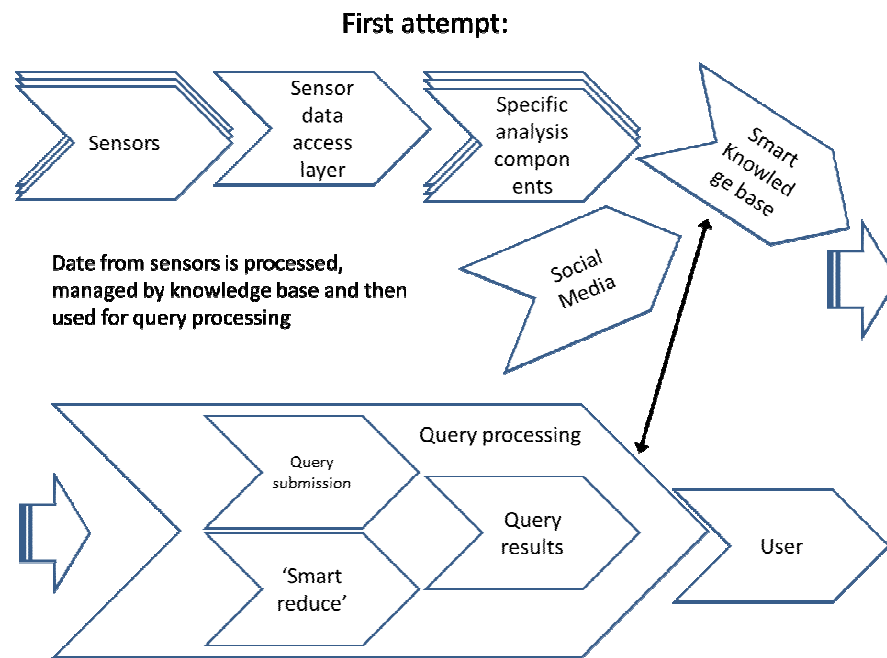 First attempt:
Sensors
Sensor
data
access
layer
Specific
analysis
compon
ents
Smart
Knowled
ge base
Social
Media
Date from sensors is processed,
managed by knowledge base and then
used for query processing
Query processing
Query
submission
'Smart
reduce'
Query
results
User